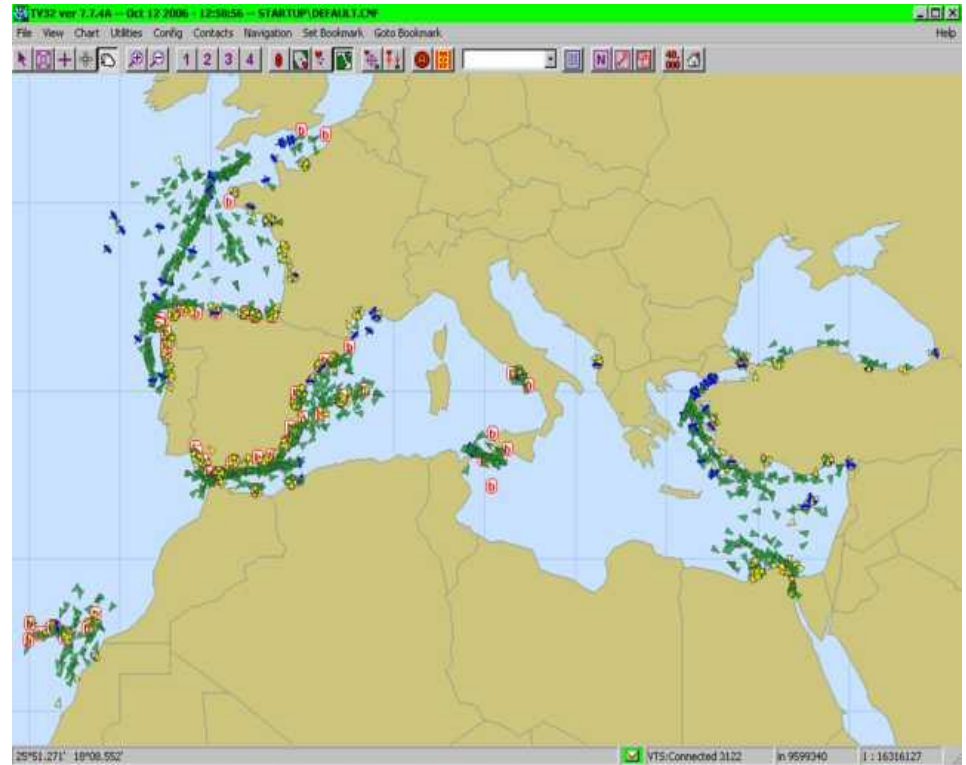 TV32 ver 7.7.4A -- Oct 12 2006 - 12:58:56 -- STARTUP\DEFAULT.CNF
File View Chart Utilities Config Contacts Navigation Set Bookmark Goto Bookmark Help
1 2 3 4 N
b b
b
b
b
b
b
b
b
b
25°51.271' 18°08.552' VTS:Connected 3122 in 9599340 1 : 16316127